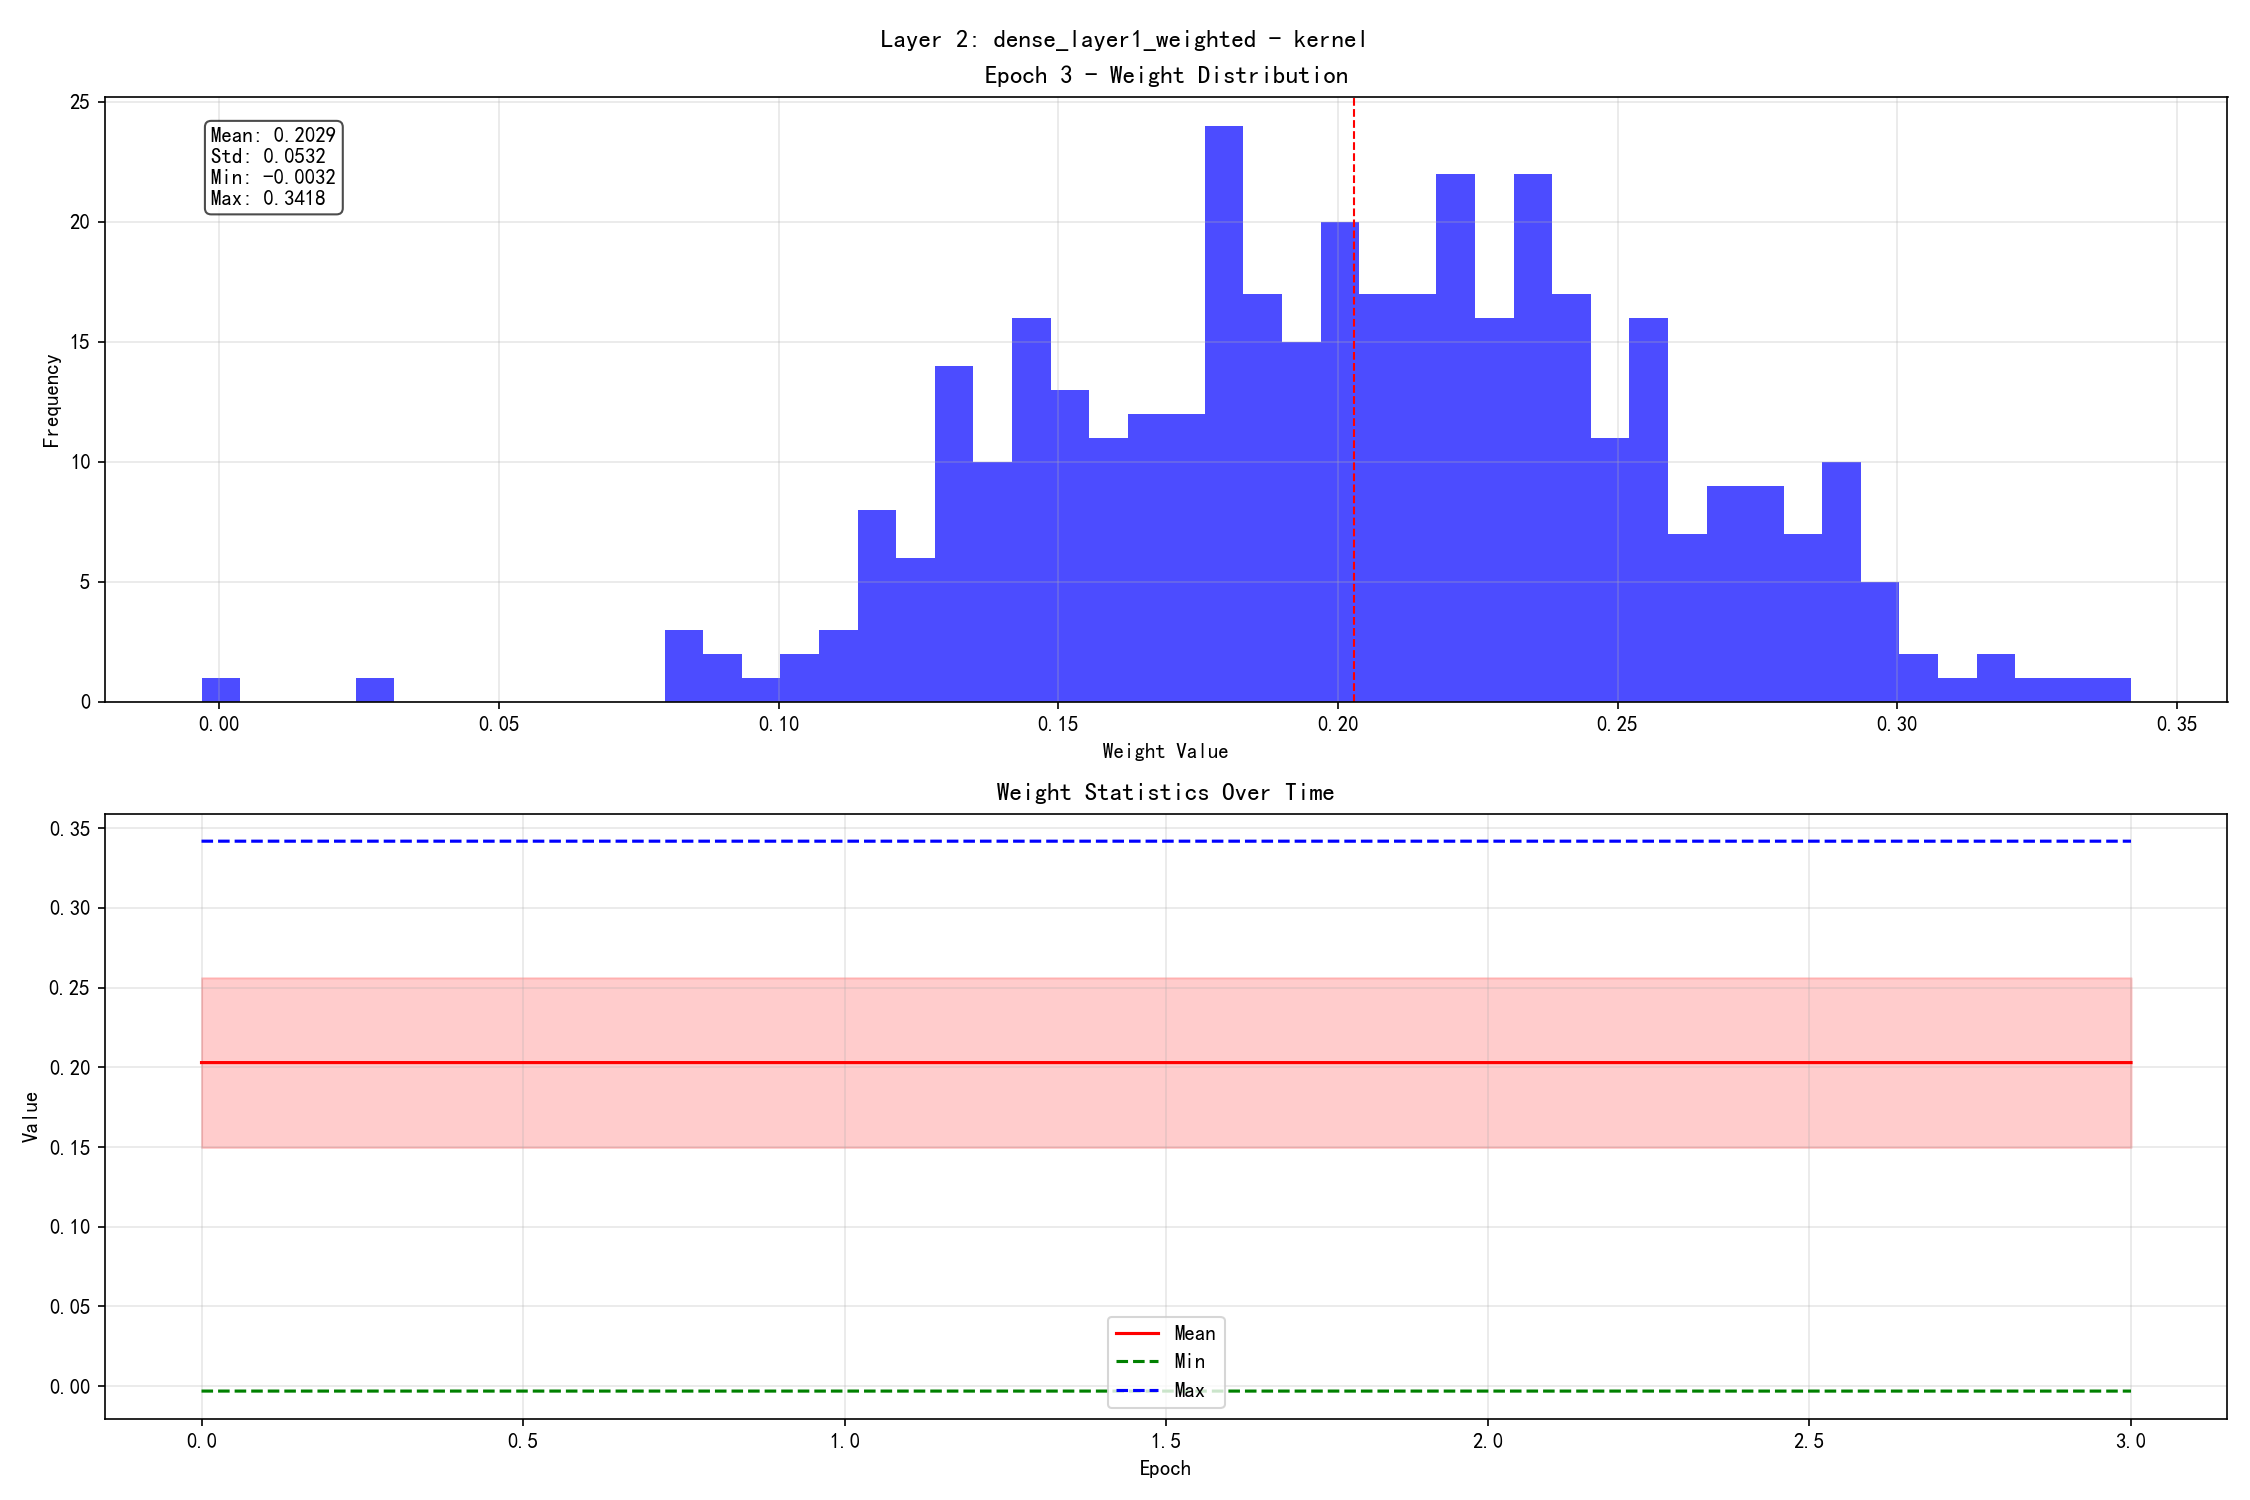 Layer 2: dense_layer1_weighted - kernel
Epoch 3 - Weight Distribution
25
20
15
10
5
0
Frequency
Mean: 0.2029
Std: 0.0532
Min: -0.0032
Max: 0.3418
0.00 0.05 0.10 0.15 0.20 0.25 0.30 0.35
Weight Value
Weight Statistics Over Time
0.35
0.30
0.25
0.20
0.15
0.10
0.05
0.00
Value
Mean
Min
Max
0.0 0.5 1.0 1.5 2.0 2.5 3.0
Epoch